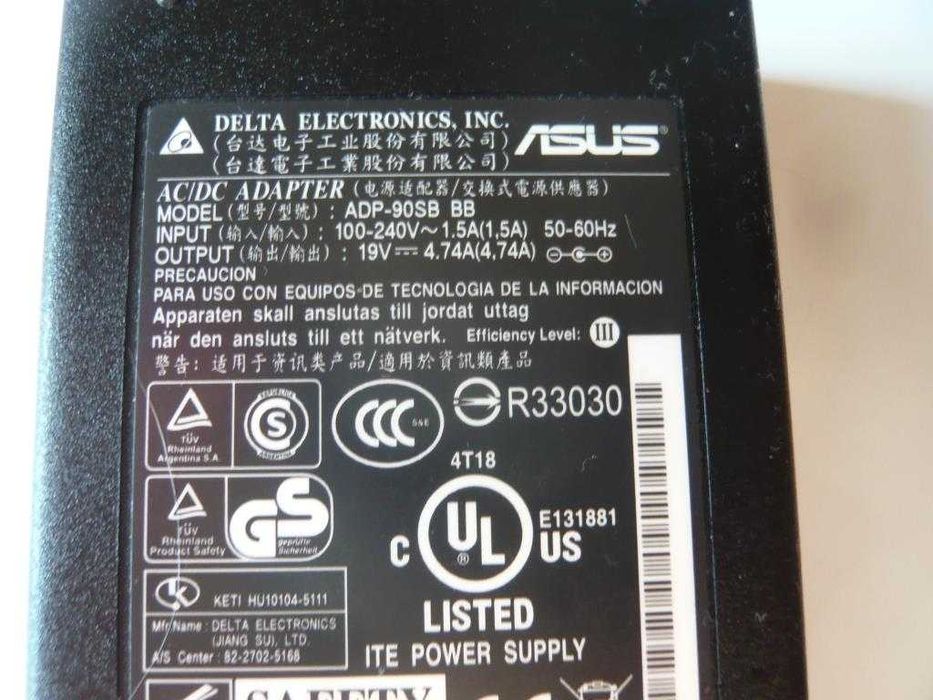 DELTA ELECTRONICS, INC.
(台达电子工业股份有限公司)
(台達電子工業股份有限公司)
ASUS®
AC/DC ADAPTER (电源适配器/交換式電源供應器)
MODEL (型号/型號) : ADP-90SB BB
INPUT (输入/輸入) : 100-240V~1.5A(1,5A) 50-60Hz
OUTPUT (输出/輸出) : 19V⎓ 4.74A(4,74A)
PRECAUCION
PARA USO CON EQUIPOS DE TECNOLOGIA DE LA INFORMACION
Apparaten skall anslutas till jordat uttag
när den ansluts till ett nätverk. Efficiency Level: III
警告: 适用于资讯类产品/適用於資訊類產品
TÜV
Rheinland
Argentina S.A.
S
ARGENTINA
CCC S&E
R33030
4T18
TÜV
Rheinland
Product Safety
GS
geprüfte
Sicherheit
C UL® US
E131881
LISTED
ITE POWER SUPPLY
KETI HU10104-5111
Mfr Name : DELTA ELECTRONICS
(JIANG SU), LTD.
A/S Center : 82-2702-5168
SAFETY